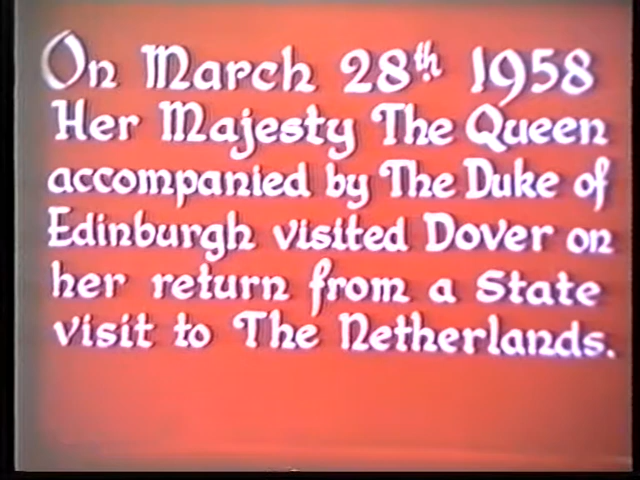 On March 28th 1958
Her Majesty The Queen
accompanied by The Duke of
Edinburgh visited Dover on
her return from a State
visit to The Netherlands.